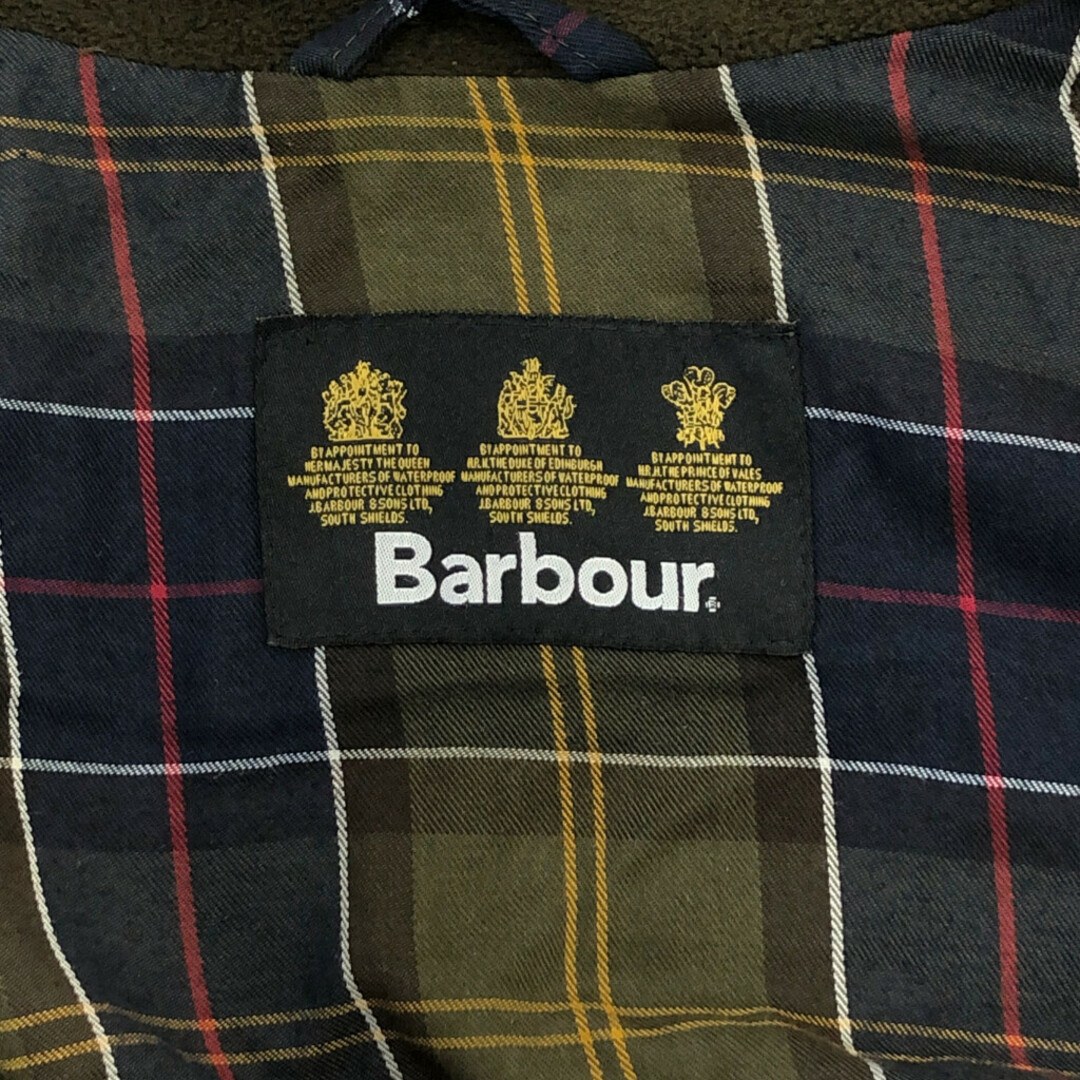 BY APPOINTMENT TO
HER MAJESTY THE QUEEN
MANUFACTURERS OF WATERPROOF
AND PROTECTIVE CLOTHING
J.BARBOUR & SONS LTD,
SOUTH SHIELDS.
BY APPOINTMENT TO
H.R.H. THE DUKE OF EDINBURGH
MANUFACTURERS OF WATERPROOF
AND PROTECTIVE CLOTHING
J.BARBOUR & SONS LTD,
SOUTH SHIELDS.
BY APPOINTMENT TO
H.R.H. THE PRINCE OF WALES
MANUFACTURERS OF WATERPROOF
AND PROTECTIVE CLOTHING
J.BARBOUR & SONS LTD,
SOUTH SHIELDS.
Barbour